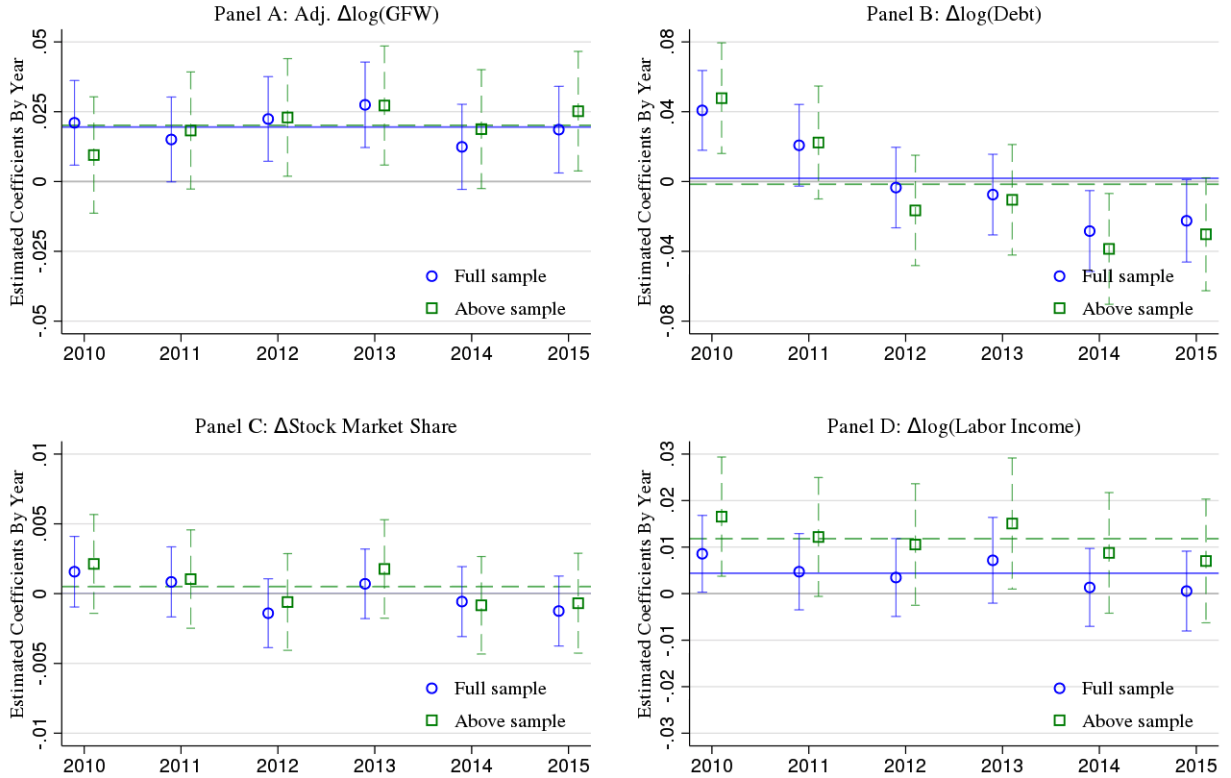 Panel A: Adj. Δlog(GFW)
Estimated Coefficients By Year
.05
.025
0
-.025
-.05
Full sample
Above sample
2010 2011 2012 2013 2014 2015
Panel B: Δlog(Debt)
Estimated Coefficients By Year
.08
.04
0
-.04
-.08
Full sample
Above sample
2010 2011 2012 2013 2014 2015
Panel C: ΔStock Market Share
Estimated Coefficients By Year
.01
.005
0
-.005
-.01
Full sample
Above sample
2010 2011 2012 2013 2014 2015
Panel D: Δlog(Labor Income)
Estimated Coefficients By Year
.03
.02
.01
0
-.01
-.02
-.03
Full sample
Above sample
2010 2011 2012 2013 2014 2015